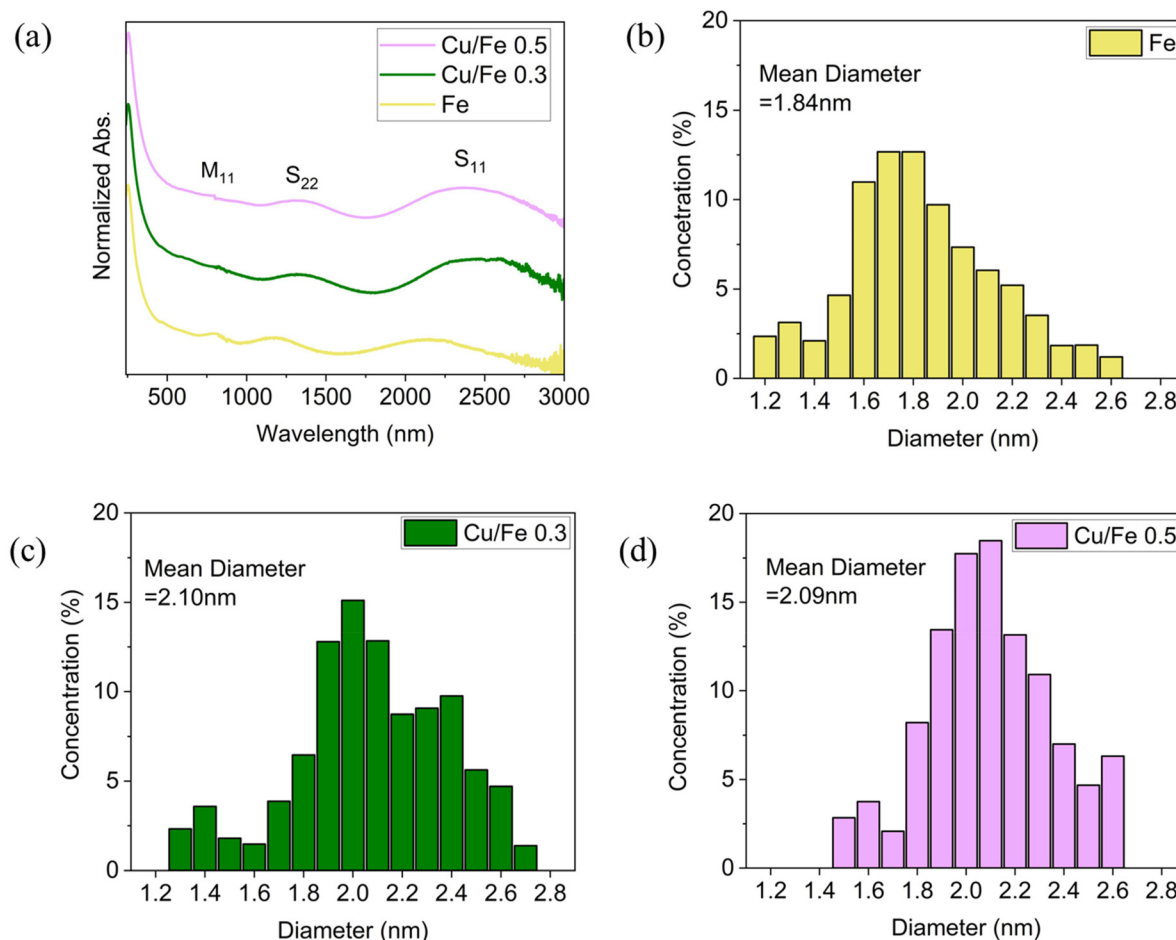 (a)
Cu/Fe 0.5
Cu/Fe 0.3
Fe
M11
S22
S11
Normalized Abs.
500 1000 1500 2000 2500 3000
Wavelength (nm)
(b)
Fe
Mean Diameter
=1.84nm
20
15
10
5
0
Concetration (%)
1.2 1.4 1.6 1.8 2.0 2.2 2.4 2.6 2.8
Diameter (nm)
(c)
Cu/Fe 0.3
Mean Diameter
=2.10nm
20
15
10
5
0
Concentration (%)
1.2 1.4 1.6 1.8 2.0 2.2 2.4 2.6 2.8
Diameter (nm)
(d)
Cu/Fe 0.5
Mean Diameter
=2.09nm
20
15
10
5
0
Concentration (%)
1.2 1.4 1.6 1.8 2.0 2.2 2.4 2.6 2.8
Diameter (nm)